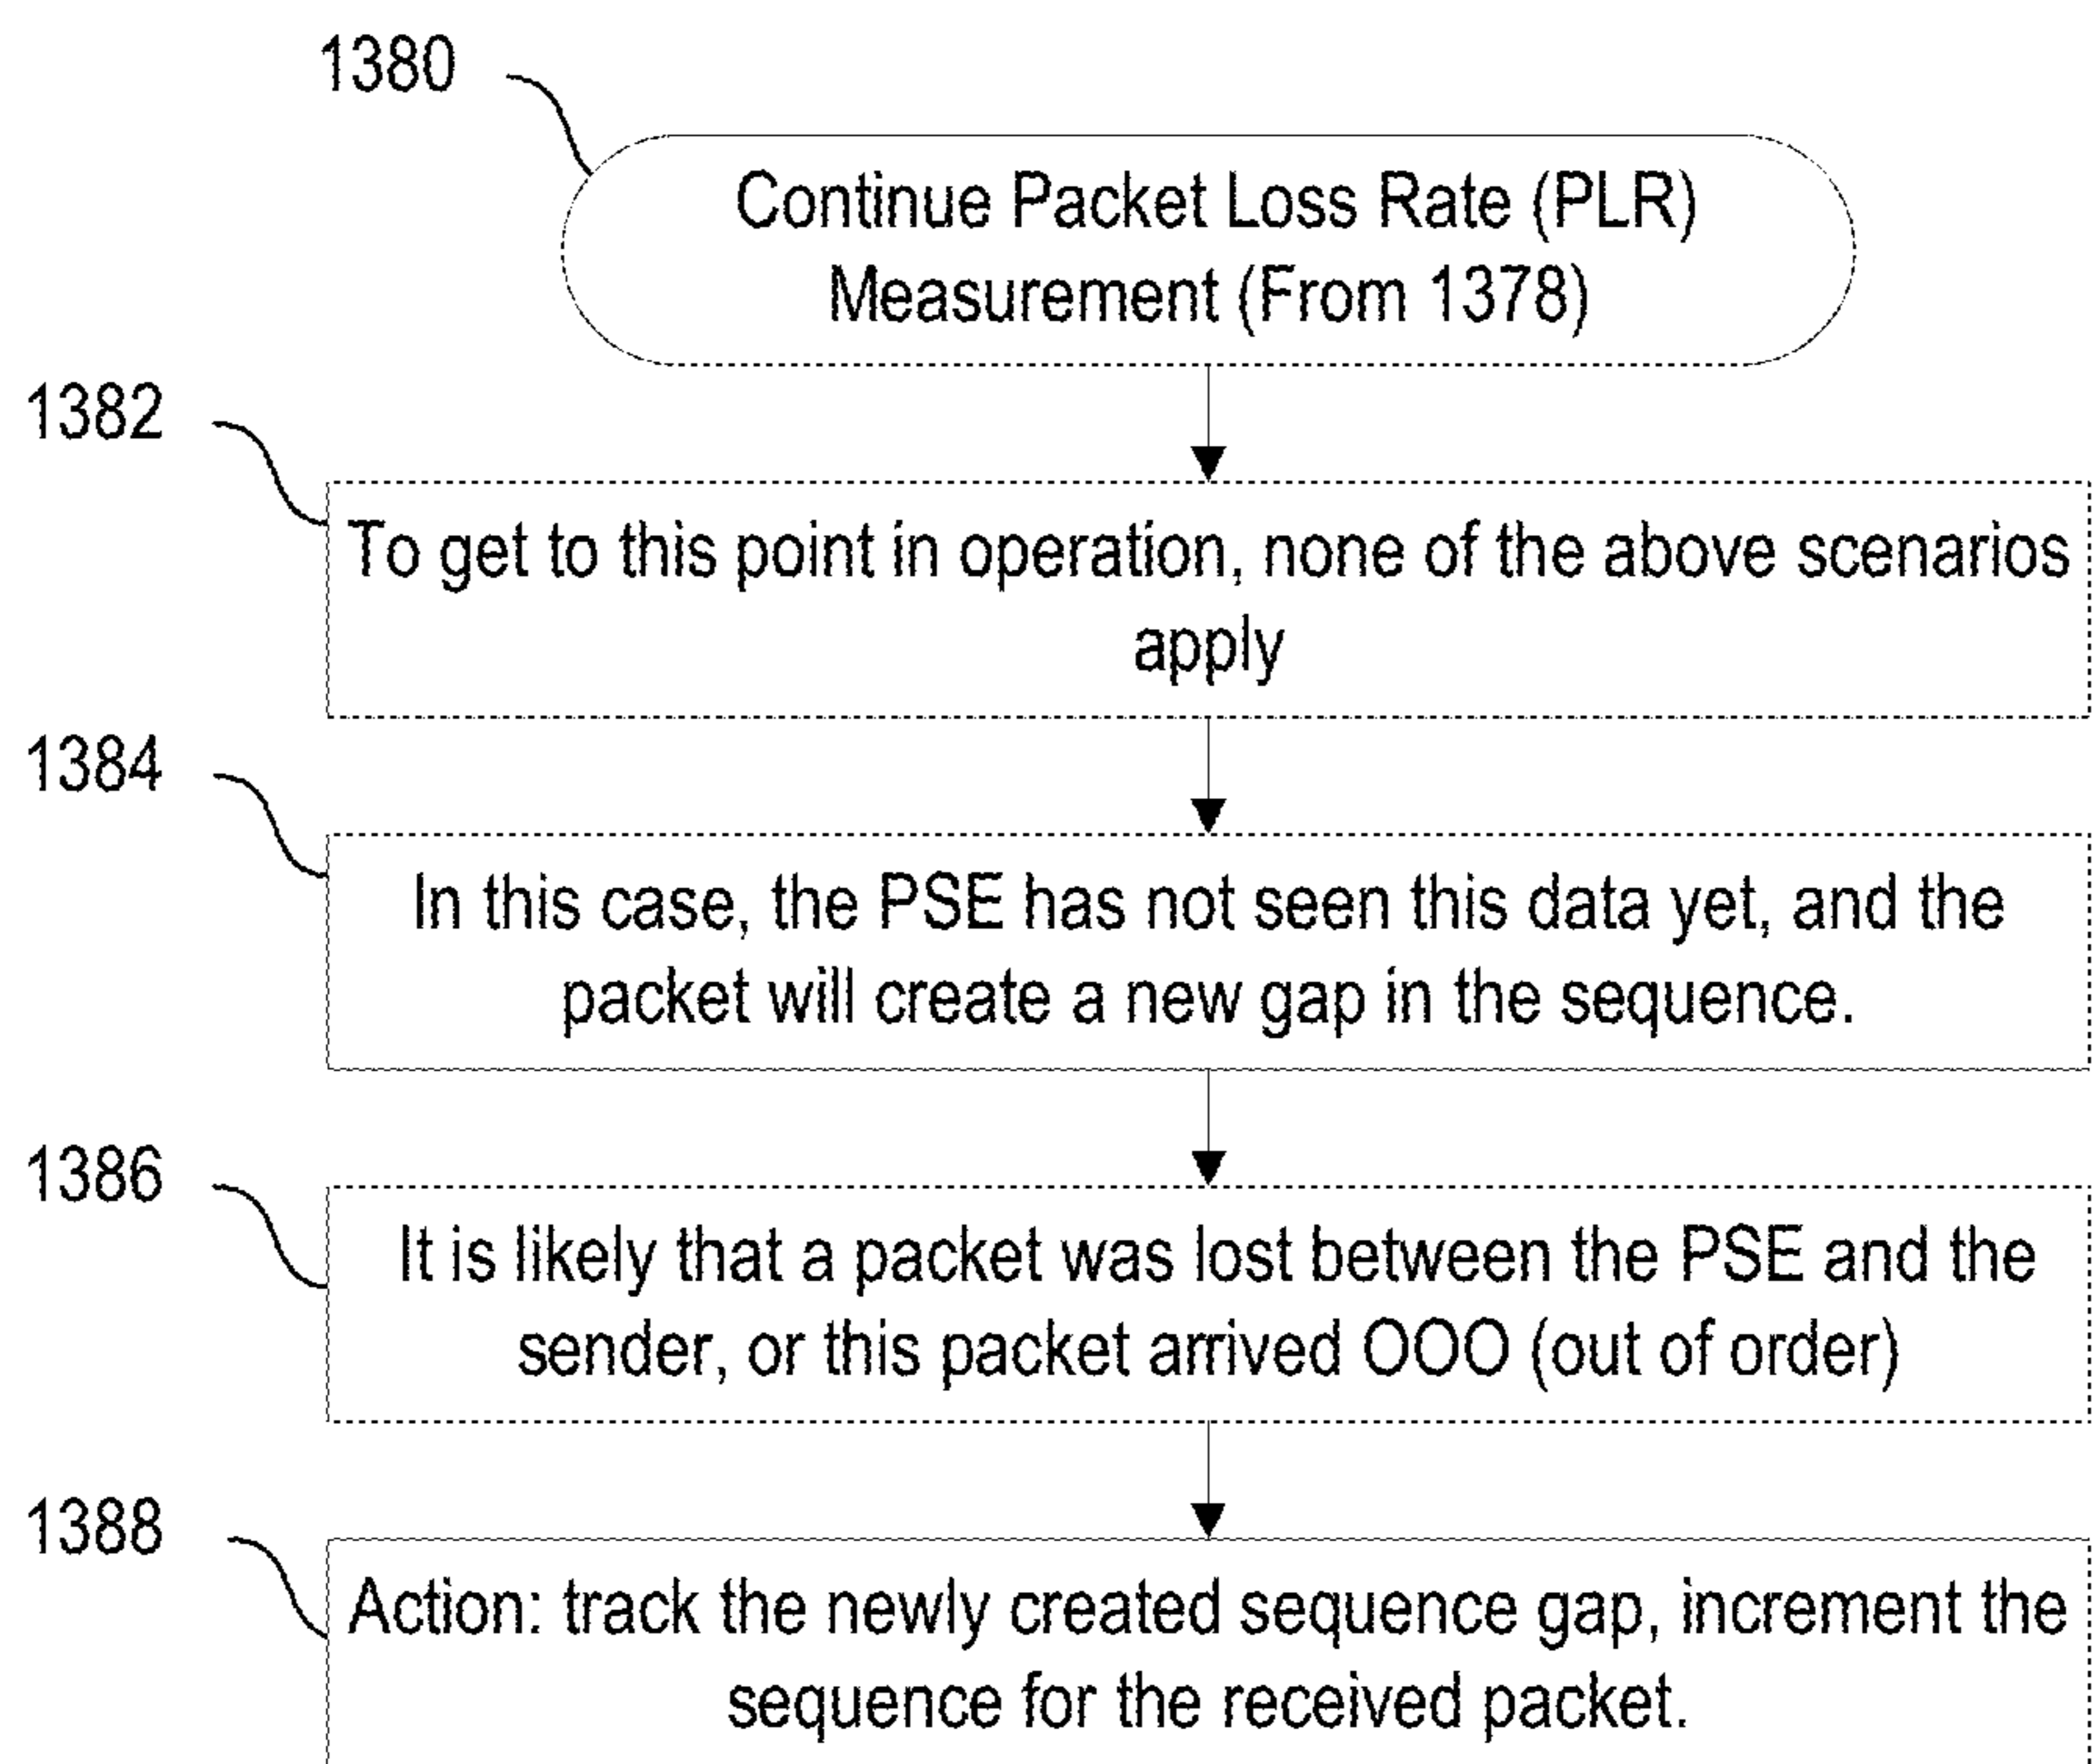 1380
Continue Packet Loss Rate (PLR)
Measurement (From 1378)
1382
To get to this point in operation, none of the above scenarios
apply
1384
In this case, the PSE has not seen this data yet, and the
packet will create a new gap in the sequence.
1386
It is likely that a packet was lost between the PSE and the
sender, or this packet arrived OOO (out of order)
1388
Action: track the newly created sequence gap, increment the
sequence for the received packet.